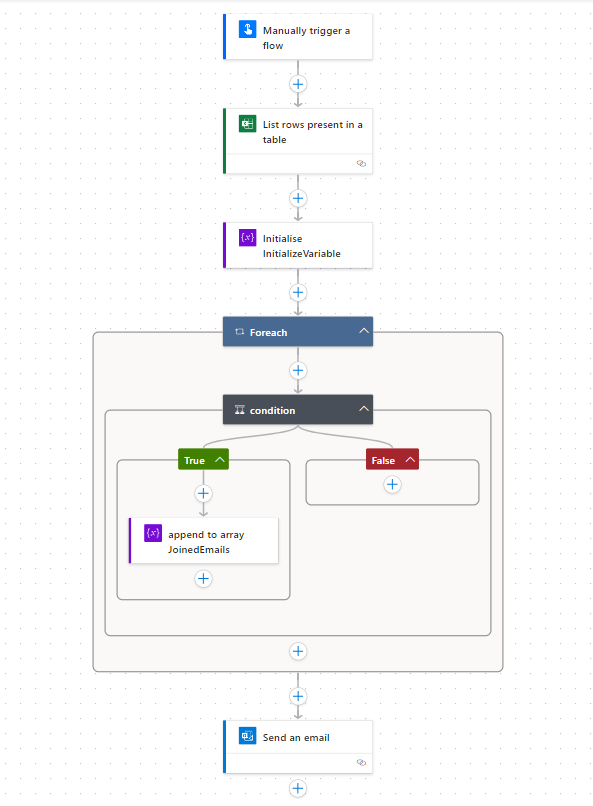 Manually trigger a
flow
List rows present in a
table
{x}
Initialise
InitializeVariable
Foreach
condition
True
False
{x}
append to array
JoinedEmails
Send an email